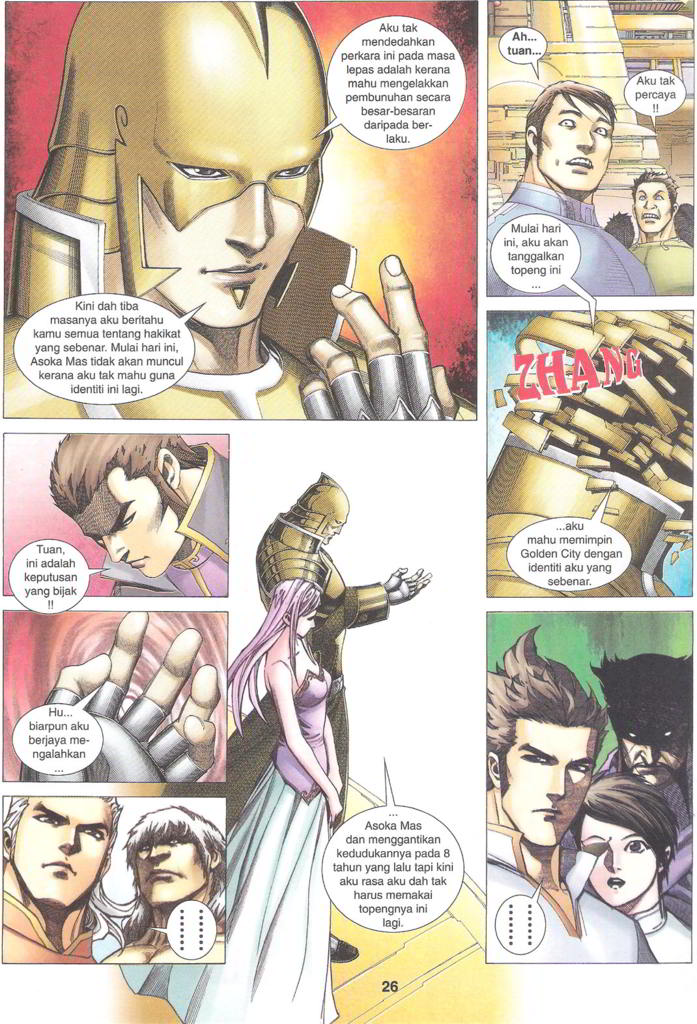 Aku tak
mendedahkan
perkara ini pada masa
lepas adalah kerana
mahu mengelakkan
pembunuhan secara
besar-besaran
daripada ber-
laku.
Kini dah tiba
masanya aku beritahu
kamu semua tentang hakikat
yang sebenar. Mulai hari ini,
Asoka Mas tidak akan muncul
kerana aku tak mahu guna
identiti ini lagi.
Ah...
tuan...
Aku tak
percaya
!!
Mulai hari
ini, aku akan
tanggalkan
topeng ini
...
ZHANG
...aku
mahu memimpin
Golden City dengan
identiti aku yang
sebenar.
Tuan,
ini adalah
keputusan
yang bijak
!!
Hu...
biarpun aku
berjaya me-
ngalahkan
...
...
Asoka Mas dan
menggantikan
kedudukannya pada 8
tahun yang lalu tapi kini
aku rasa aku dah tak
harus memakai
topengnya ini
lagi.
......
......
......
......
26